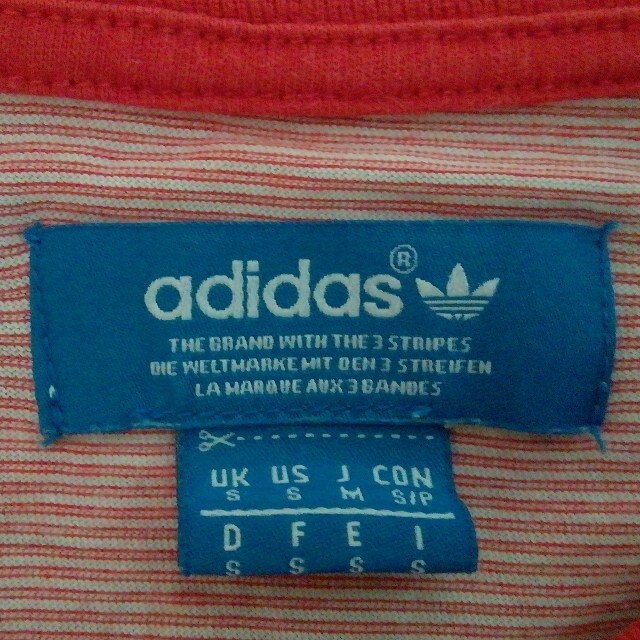 adidas®
THE BRAND WITH THE 3 STRIPES
DIE WELTMARKE MIT DEN 3 STREIFEN
LA MARQUE AUX 3 BANDES
UK US J CON
S S M S/P
D F E I
S S S S